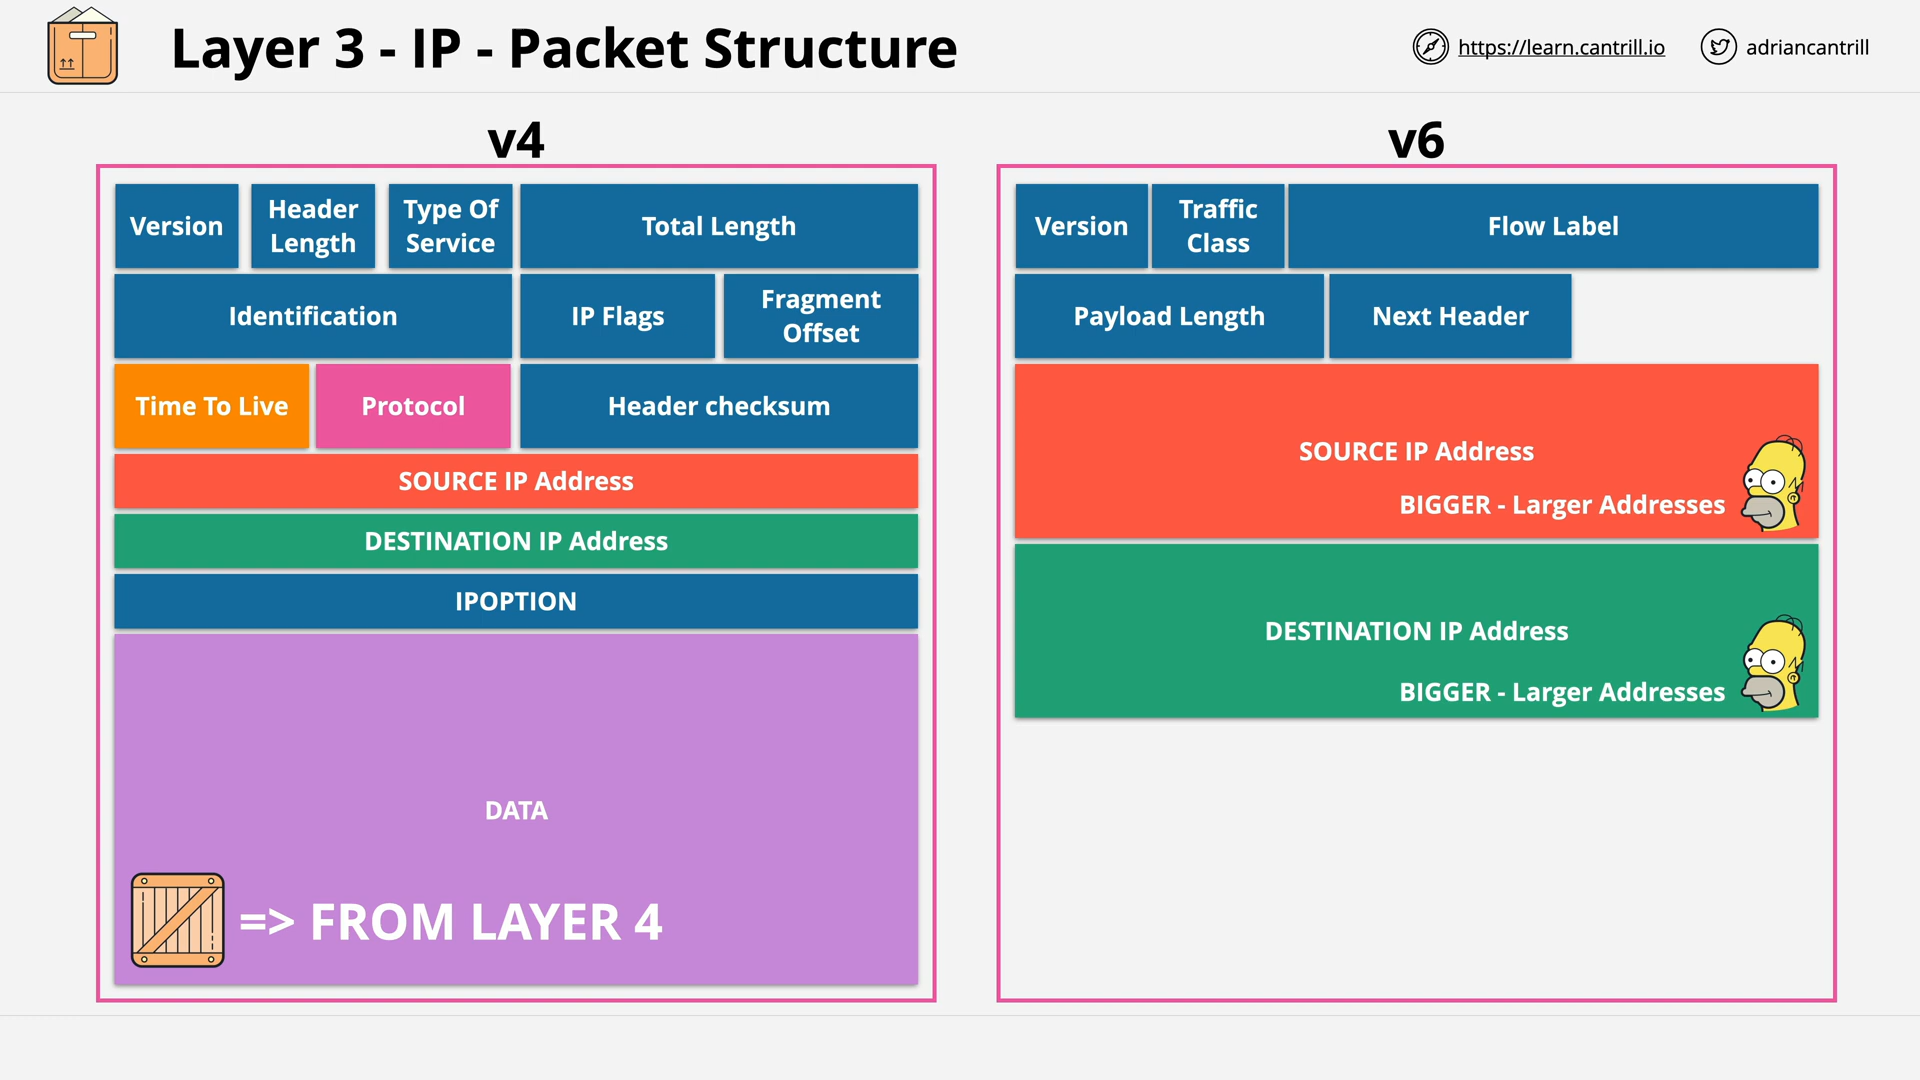 Layer 3 - IP - Packet Structure
https://learn.cantrill.io
adriancantrill
v4
Version
Header
Length
Type Of
Service
Total Length
Identification
IP Flags
Fragment
Offset
Time To Live
Protocol
Header checksum
SOURCE IP Address
DESTINATION IP Address
IPOPTION
DATA
=> FROM LAYER 4
v6
Version
Traffic
Class
Flow Label
Payload Length
Next Header
SOURCE IP Address
BIGGER - Larger Addresses
DESTINATION IP Address
BIGGER - Larger Addresses